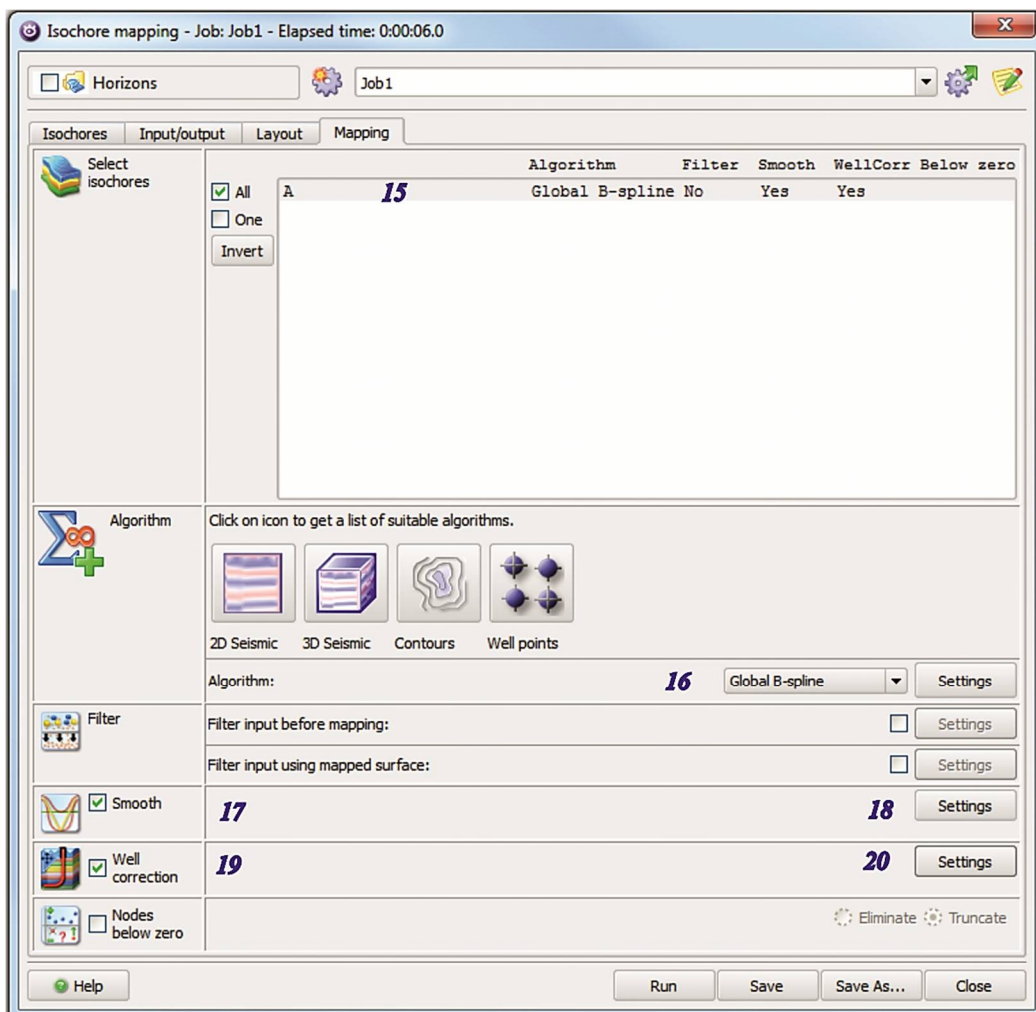 Isochore mapping - Job: Job1 - Elapsed time: 0:00:06.0
Horizons
Job1
Isochores Input/output Layout Mapping
Select
isochores
Algorithm Filter Smooth WellCorr Below zero
All
One
Invert
A 15 Global B-spline No Yes Yes
Algorithm
Click on icon to get a list of suitable algorithms.
2D Seismic 3D Seismic Contours Well points
Algorithm: 16 Global B-spline Settings
Filter
Filter input before mapping: Settings
Filter input using mapped surface: Settings
Smooth 17 18 Settings
Well
correction 19 20 Settings
Nodes
below zero
Eliminate Truncate
Help Run Save Save As... Close